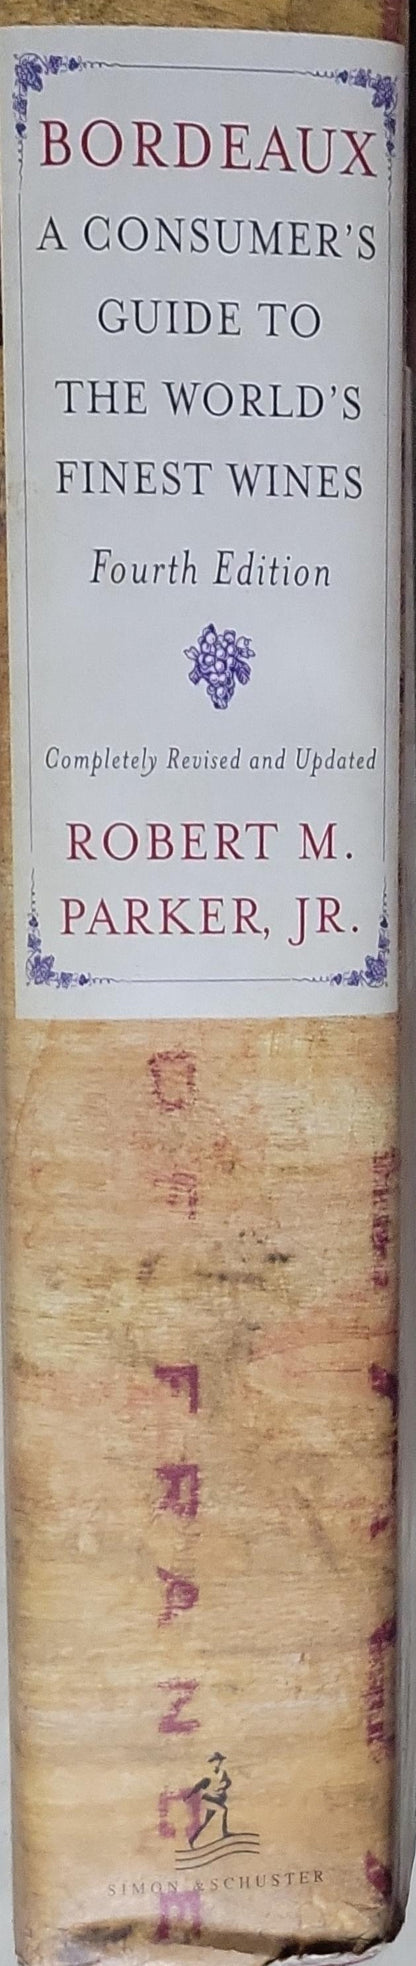 BORDEAUX
A CONSUMER'S
GUIDE TO
THE WORLD'S
FINEST WINES
Fourth Edition
Completely Revised and Updated
ROBERT M.
PARKER, JR.
FRANCE
SIMON & SCHUSTER